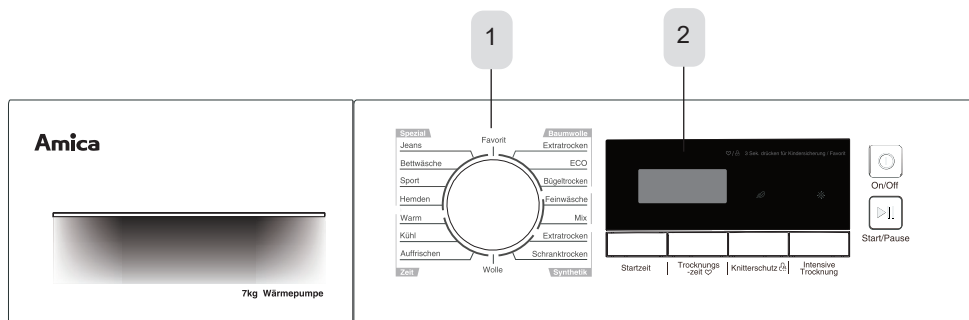 1
2
Amica
7kg Wärmepumpe
Spezial
Jeans
Bettwäsche
Sport
Hemden
Warm
Kühl
Auffrischen
Zeit
Favorit
Wolle
Baumwolle
Extratrocken
ECO
Bügeltrocken
Feinwäsche
Mix
Extratrocken
Schranktrocken
Synthetik
3 Sek. drücken für Kindersicherung / Favorit
Startzeit
Trocknungs
-zeit
Knitterschutz
Intensive
Trocknung
On/Off
Start/Pause